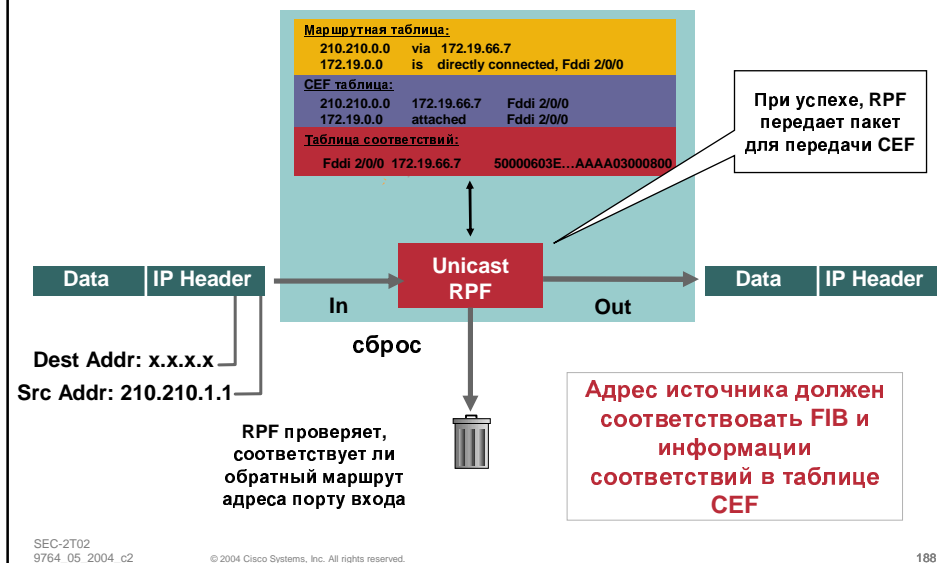 Маршрутная таблица:
210.210.0.0 via 172.19.66.7
172.19.0.0 is directly connected, Fddi 2/0/0
CEF таблица:
210.210.0.0 172.19.66.7 Fddi 2/0/0
172.19.0.0 attached Fddi 2/0/0
Таблица соответствий:
Fddi 2/0/0 172.19.66.7 50000603E…AAAA03000800
При успехе, RPF
передает пакет
для передачи CEF
Data IP Header
Unicast
RPF
Data IP Header
In
Out
сброс
Dest Addr: x.x.x.x
Src Addr: 210.210.1.1
RPF проверяет,
соответствует ли
обратный маршрут
адреса порту входа
Адрес источника должен
соответствовать FIB и
информации
соответствий в таблице
CEF
SEC-2T02
9764_05_2004_c2
© 2004 Cisco Systems, Inc. All rights reserved.
188